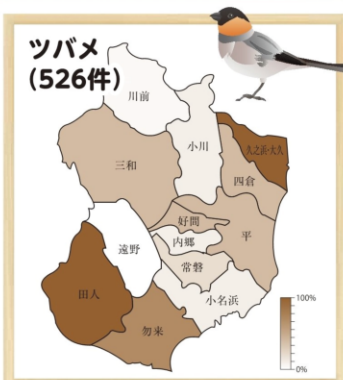 ツバメ
(526件)
川前
小川
久之浜・大久
三和
四倉
好間
平
内郷
遠野
常磐
田人
小名浜
勿来
100%
0%